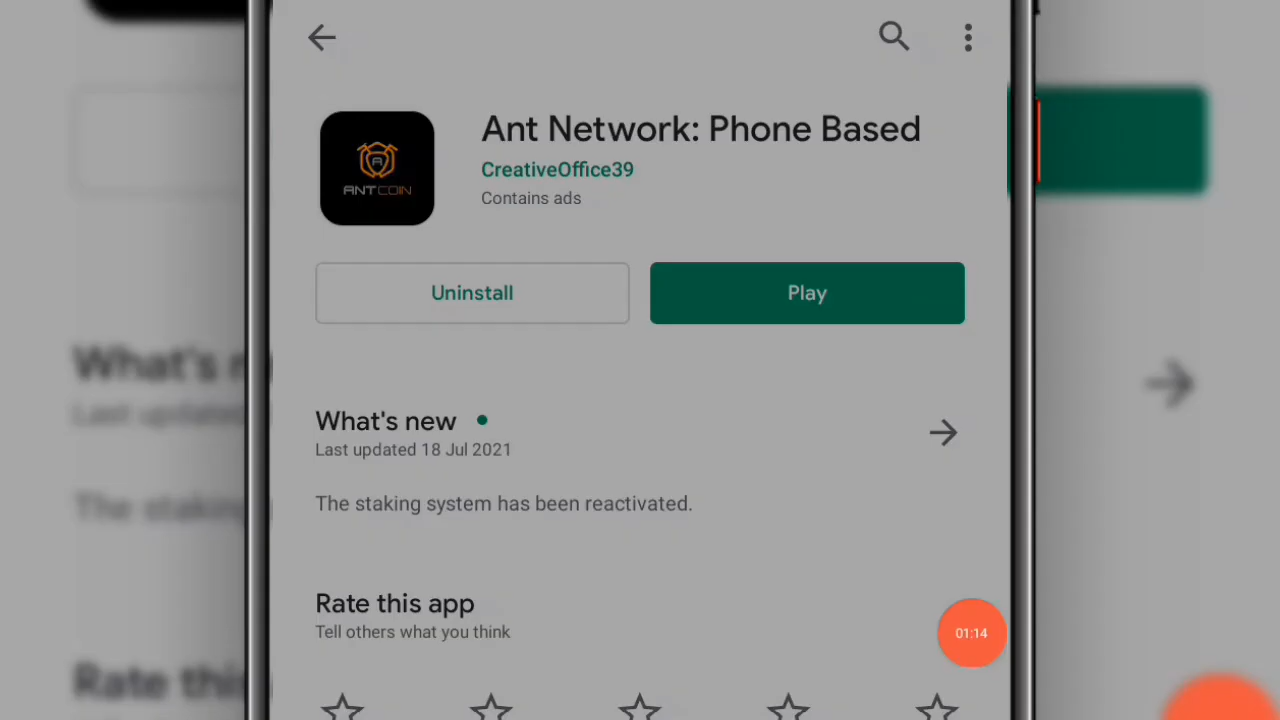 Ant Network: Phone Based
CreativeOffice39
Contains ads
ANTCOIN
Uninstall
Play
What's new
Last updated 18 Jul 2021
The staking system has been reactivated.
Rate this app
Tell others what you think
01:14